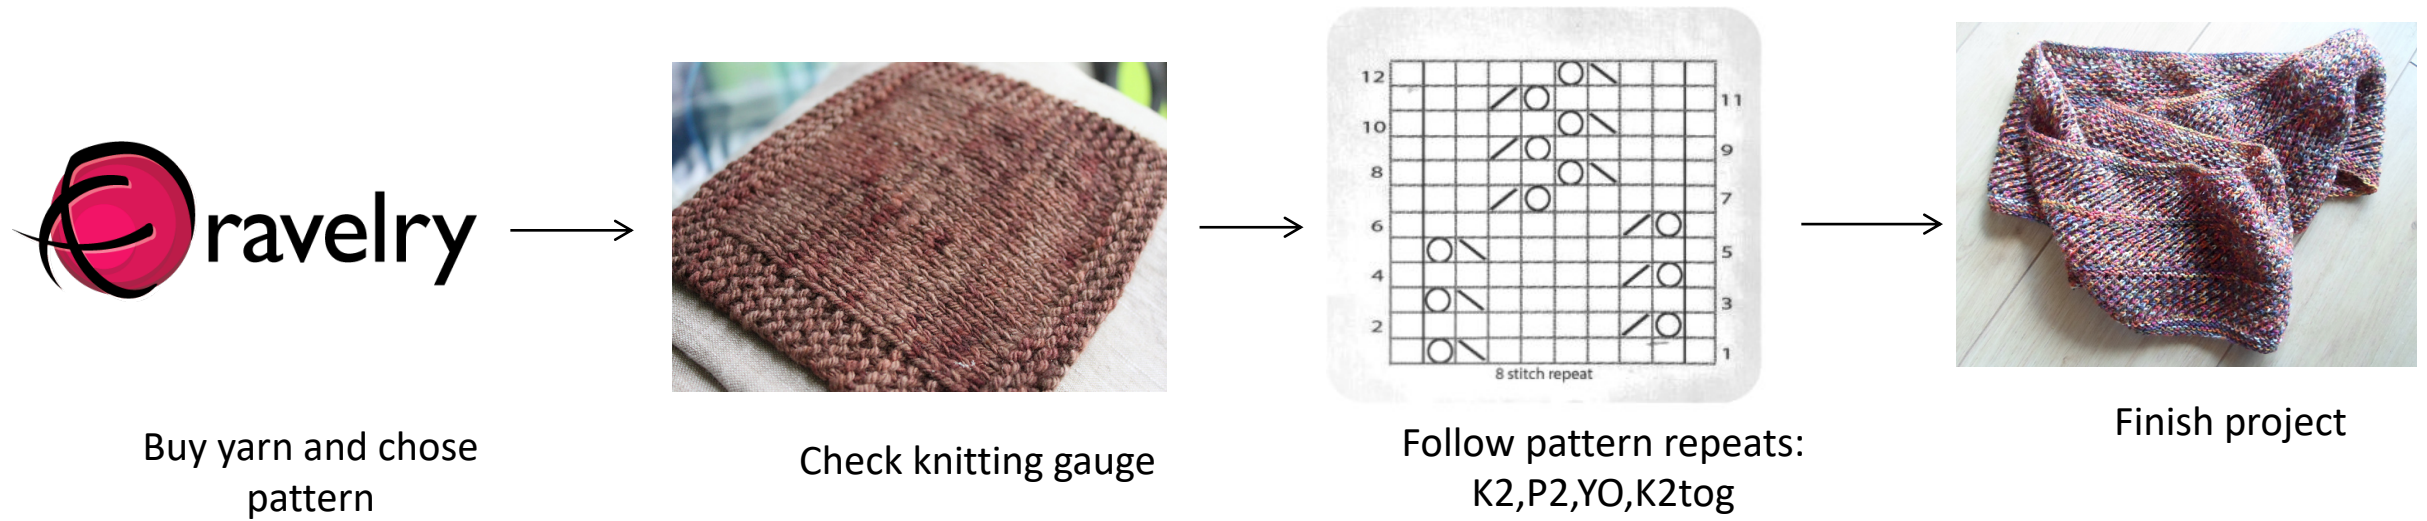 ravelry
Buy yarn and chose
pattern
Check knitting gauge
12
11
10
9
8
7
6
5
4
3
2
1
8 stitch repeat
Follow pattern repeats:
K2,P2,YO,K2tog
Finish project